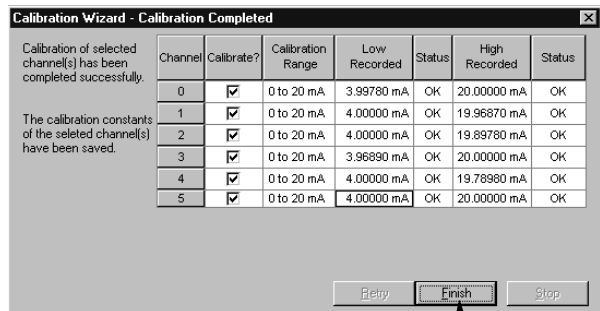 Calibration Wizard - Calibration Completed
Calibration of selected
channel(s) has been
completed successfully.
The calibration constants
of the seleted channel(s)
have been saved.
Channel Calibrate? Calibration Range Low Recorded Status High Recorded Status
0 0 to 20 mA 3.99780 mA OK 20.00000 mA OK
1 0 to 20 mA 4.00000 mA OK 19.96870 mA OK
2 0 to 20 mA 4.00000 mA OK 19.89780 mA OK
3 0 to 20 mA 3.96890 mA OK 20.00000 mA OK
4 0 to 20 mA 4.00000 mA OK 19.78980 mA OK
5 0 to 20 mA 4.00000 mA OK 20.00000 mA OK
Retry Finish Stop